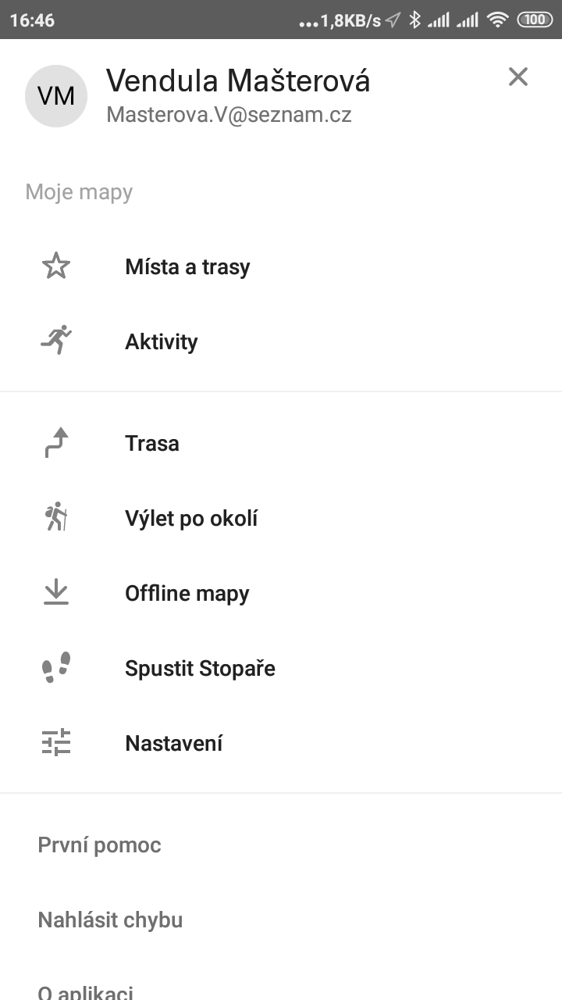 16:46
...1,8KB/s
100
VM
Vendula Mašterová
Masterova.V@seznam.cz
Moje mapy
Místa a trasy
Aktivity
Trasa
Výlet po okolí
Offline mapy
Spustit Stopaře
Nastavení
První pomoc
Nahlásit chybu
O aplikaci